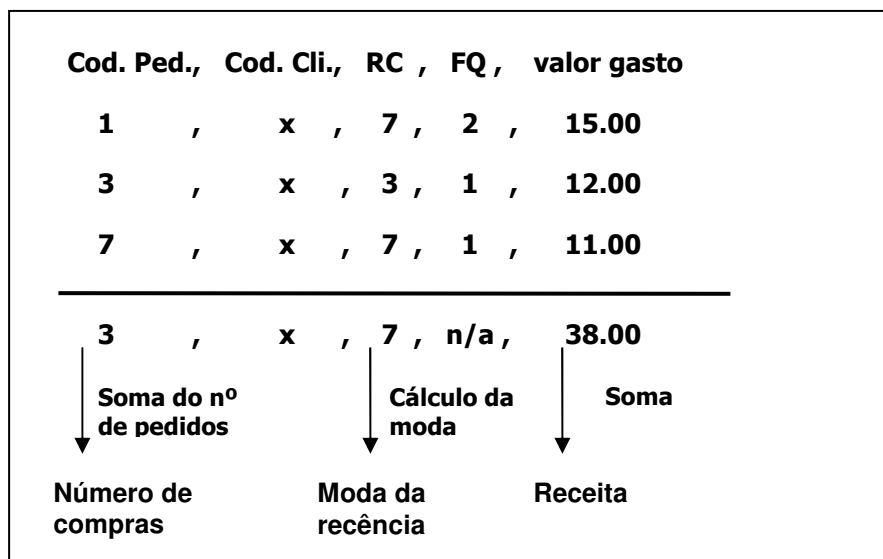 Cod. Ped., Cod. Cli., RC , FQ , valor gasto
1 , x , 7 , 2 , 15.00
3 , x , 3 , 1 , 12.00
7 , x , 7 , 1 , 11.00
3 , x , 7 , n/a , 38.00
Soma do nº Cálculo da Soma
de pedidos moda
Número de Moda da Receita
compras recência